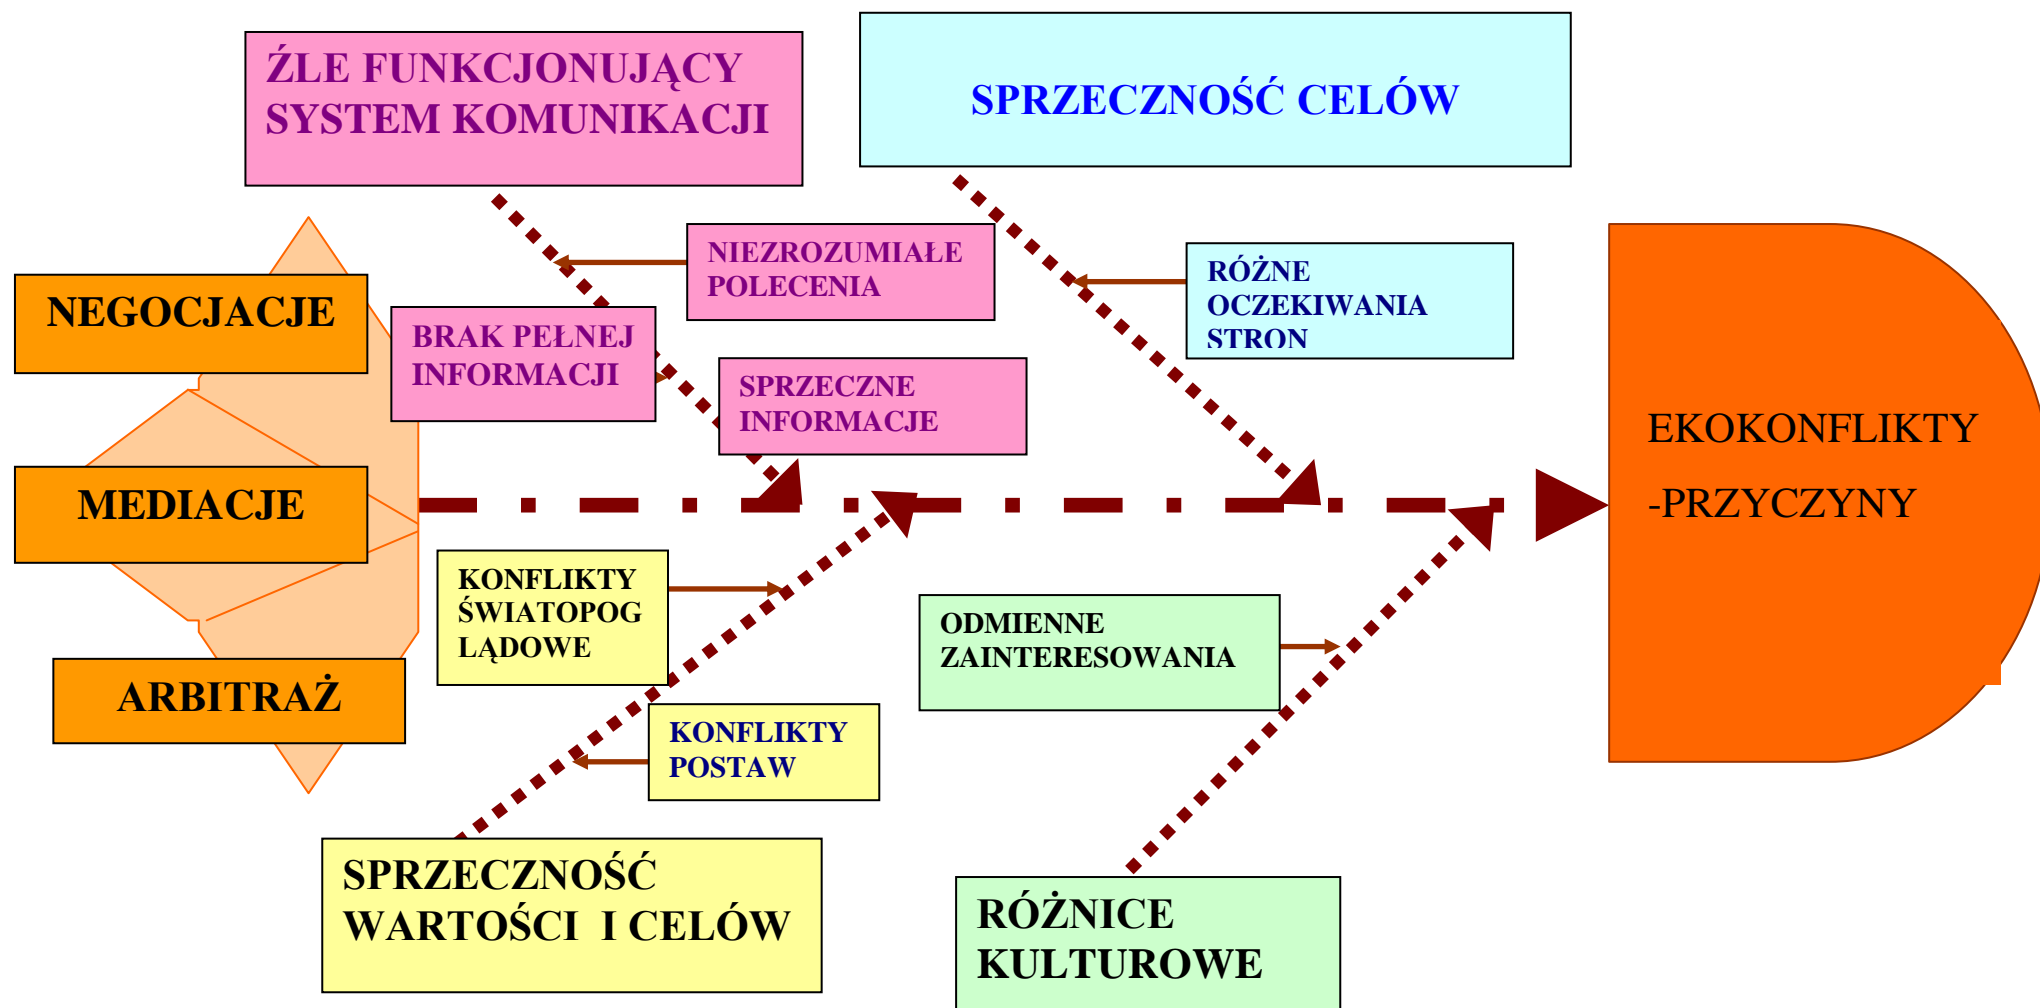 ŹLE FUNKCJONUJĄCY
SYSTEM KOMUNIKACJI
SPRZECZNOŚĆ CELÓW
NIEZROZUMIAŁE
POLECENIA
RÓŻNE
OCZEKIWANIA
STRON
NEGOCJACJE
BRAK PEŁNEJ
INFORMACJI
SPRZECZNE
INFORMACJE
EKOKONFLIKTY
-PRZYCZYNY
MEDIACJE
KONFLIKTY
ŚWIATOPOG
LĄDOWE
ODMIENNE
ZAINTERESOWANIA
ARBITRAŻ
KONFLIKTY
POSTAW
SPRZECZNOŚĆ
WARTOŚCI  I CELÓW
RÓŻNICE
KULTUROWE